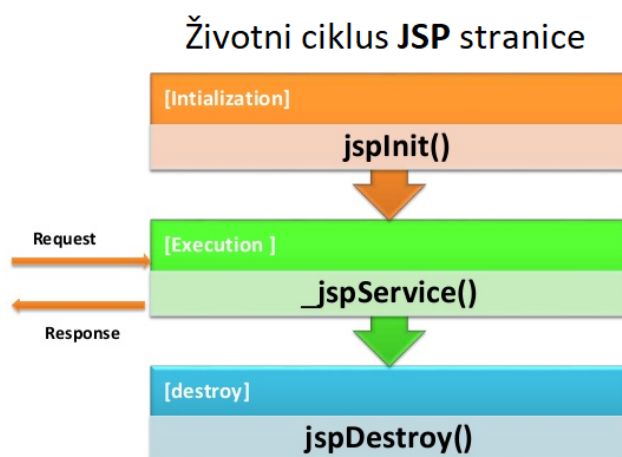 Životni ciklus JSP stranice
[Intialization]
jspInit()
Request
[Execution ]
_jspService()
Response
[destroy]
jspDestroy()